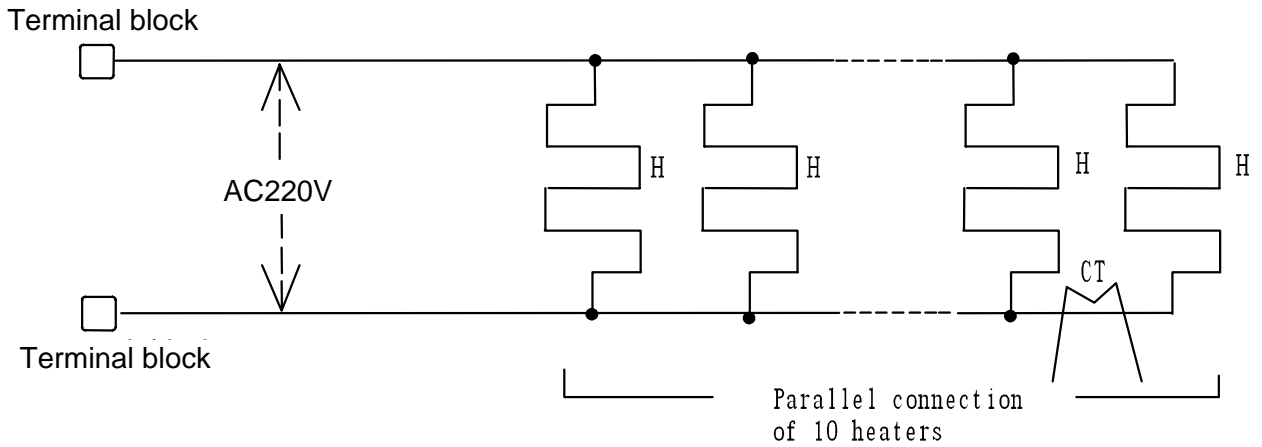 Terminal block
AC220V
H
H
H
H
CT
Terminal block
Parallel connection
of 10 heaters